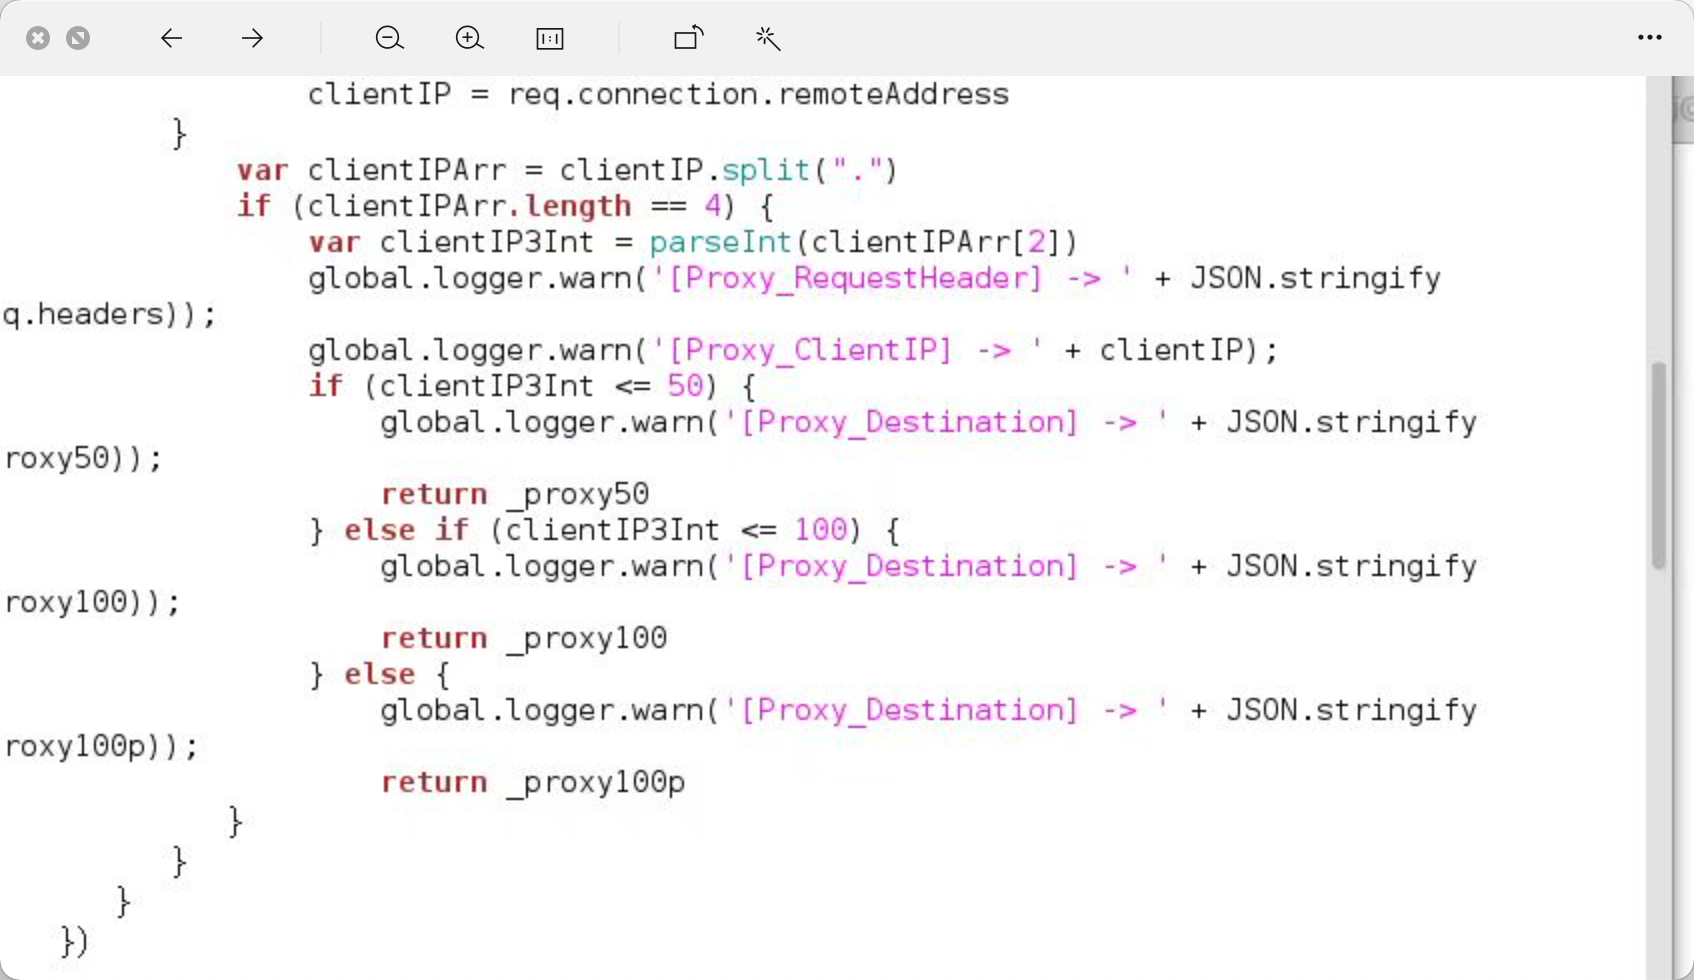 clientIP = req.connection.remoteAddress
}
var clientIPArr = clientIP.split(".")
if (clientIPArr.length == 4) {
var clientIP3Int = parseInt(clientIPArr[2])
global.logger.warn('[Proxy_RequestHeader] -> ' + JSON.stringify
q.headers));
global.logger.warn('[Proxy_ClientIP] -> ' + clientIP);
if (clientIP3Int <= 50) {
global.logger.warn('[Proxy_Destination] -> ' + JSON.stringify
roxy50));
return _proxy50
} else if (clientIP3Int <= 100) {
global.logger.warn('[Proxy_Destination] -> ' + JSON.stringify
roxy100));
return _proxy100
} else {
global.logger.warn('[Proxy_Destination] -> ' + JSON.stringify
roxy100p));
return _proxy100p
}
}
}
})